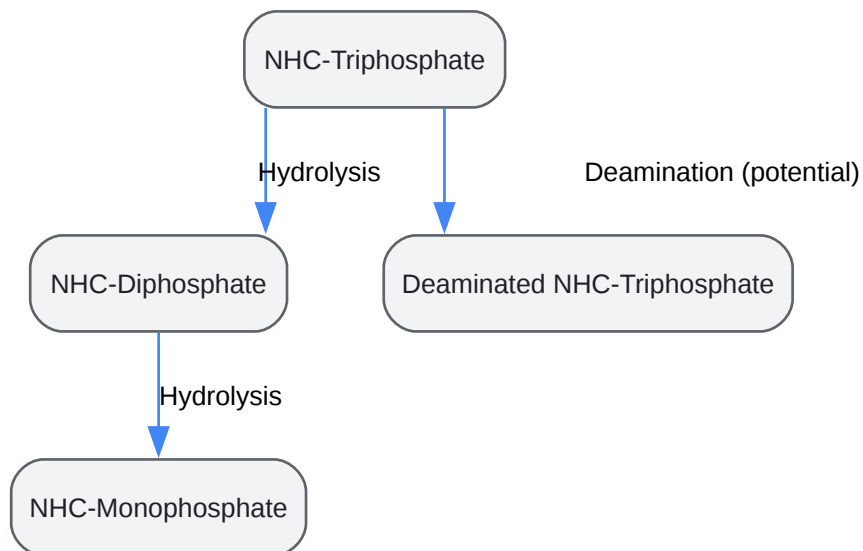 NHC-Triphosphate
Hydrolysis
Deamination (potential)
NHC-Diphosphate
Deaminated NHC-Triphosphate
Hydrolysis
NHC-Monophosphate